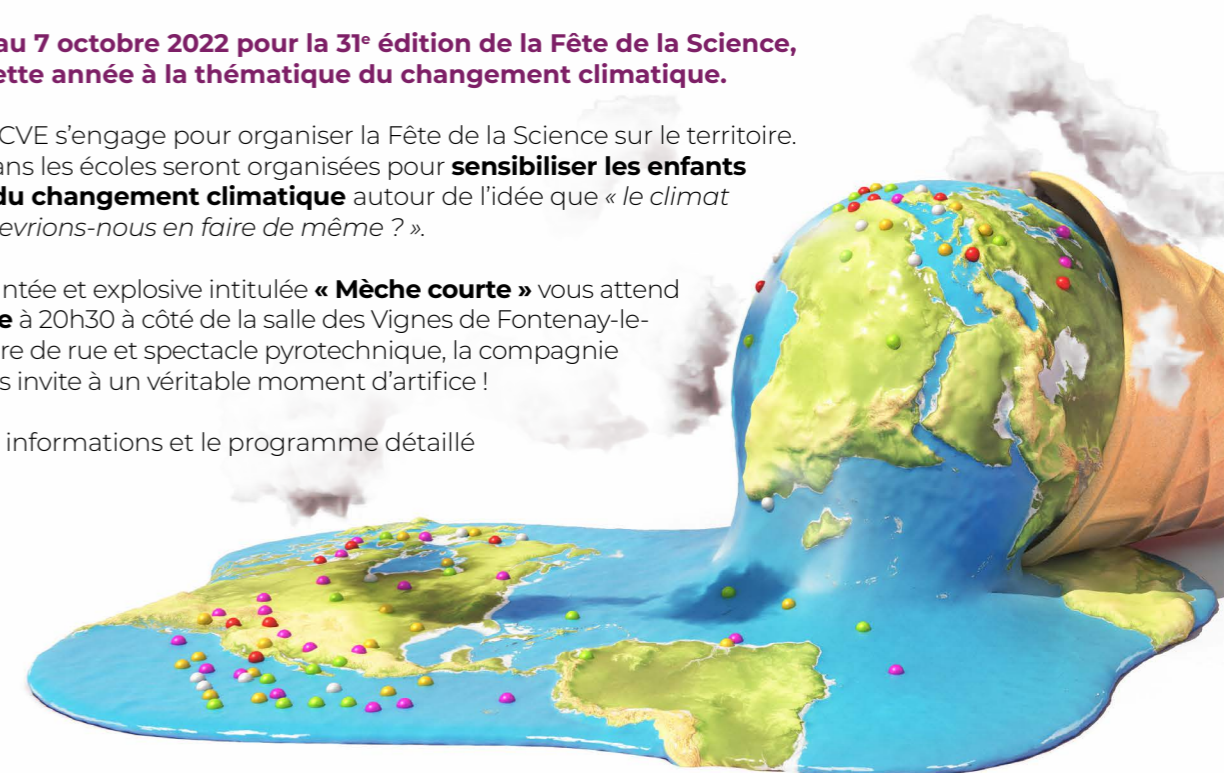 au 7 octobre 2022 pour la 31e édition de la Fête de la Science,
ette année à la thématique du changement climatique.
CVE s’engage pour organiser la Fête de la Science sur le territoire.
ans les écoles seront organisées pour sensibiliser les enfants
du changement climatique autour de l’idée que « le climat
evrions-nous en faire de même ? ».
ntée et explosive intitulée « Mèche courte » vous attend
e à 20h30 à côté de la salle des Vignes de Fontenay-le-
re de rue et spectacle pyrotechnique, la compagnie
s invite à un véritable moment d’artifice !
informations et le programme détaillé